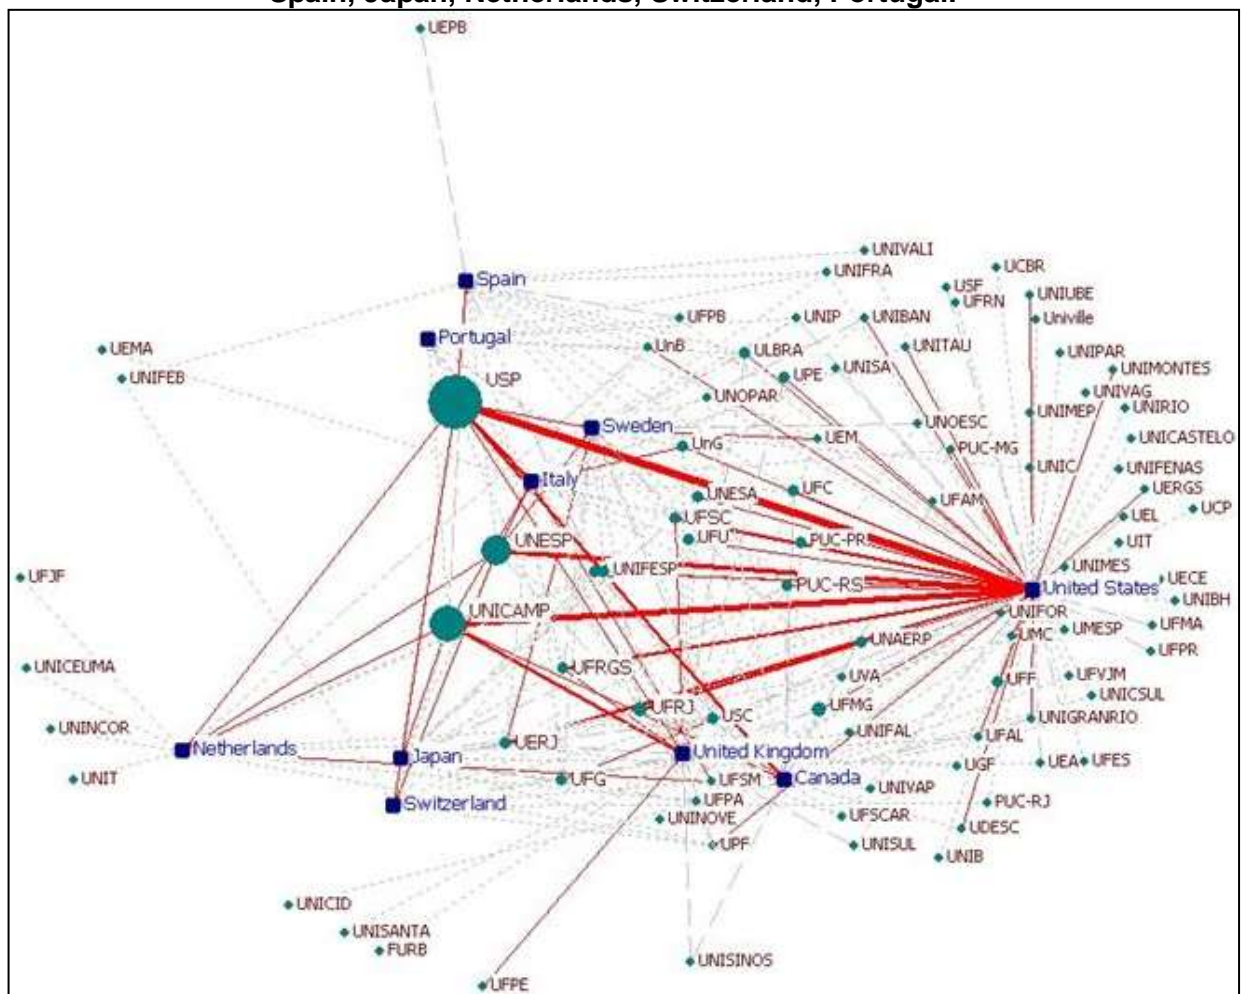 Spain, Japan, Netherlands, Switzerland, Portugal.
UEPB
UNIVALI
UNIFRA
UCBR
Spain
USF
UFRN
UNIUBE
Univille
UFPB
UNIP
UNIBAN
Portugal
UEMA
UnB
ULBRA
UNITAU
UNIPAR
UNIFEB
USP
UPE
UNISA
UNIMONTES
UNOPAR
UNIVAG
UNIRIO
UNIMEP
Sweden
UNOESC
UnG
UEM
PUC-MG
UNICASTELO
Italy
UNIC
UNIFENAS
UNESA
UFC
UFAM
UERGS
UCP
UFSC
UEL
UNESP
UFU
PUC-PR
UIT
UFJF
UNIFESP
UNIMES
UECE
PUC-RS
United States
UNIBH
UNICAMP
UNIFOR
UFMA
UNAERP
UMC
UMESP
UFPR
UNICEUMA
UFRGS
UVA
UFF
UFVJM
UNICSUL
UFRJ
USC
UFMG
UNIGRANRIO
UNINCOR
UNIFAL
UFAL
Netherlands
UERJ
United Kingdom
Japan
UGF
UEA
UFES
UNIT
UFG
UFSM
Canada
UNIVAP
Switzerland
UFPA
PUC-RJ
UNINOVE
UFSCAR
UDESC
UPF
UNISUL
UNIB
UNICID
UNISANTA
FURB
UNISINOS
UFPE